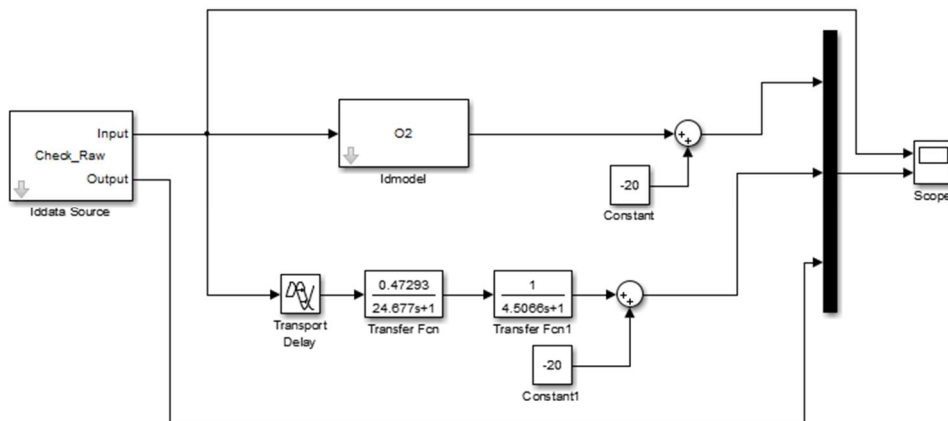 Input
Check_Raw
Output
Iddata Source
O2
Idmodel
-20
Constant
Scope
Transport
Delay
0.47293
24.677s+1
Transfer Fcn
1
4.5066s+1
Transfer Fcn1
-20
Constant1